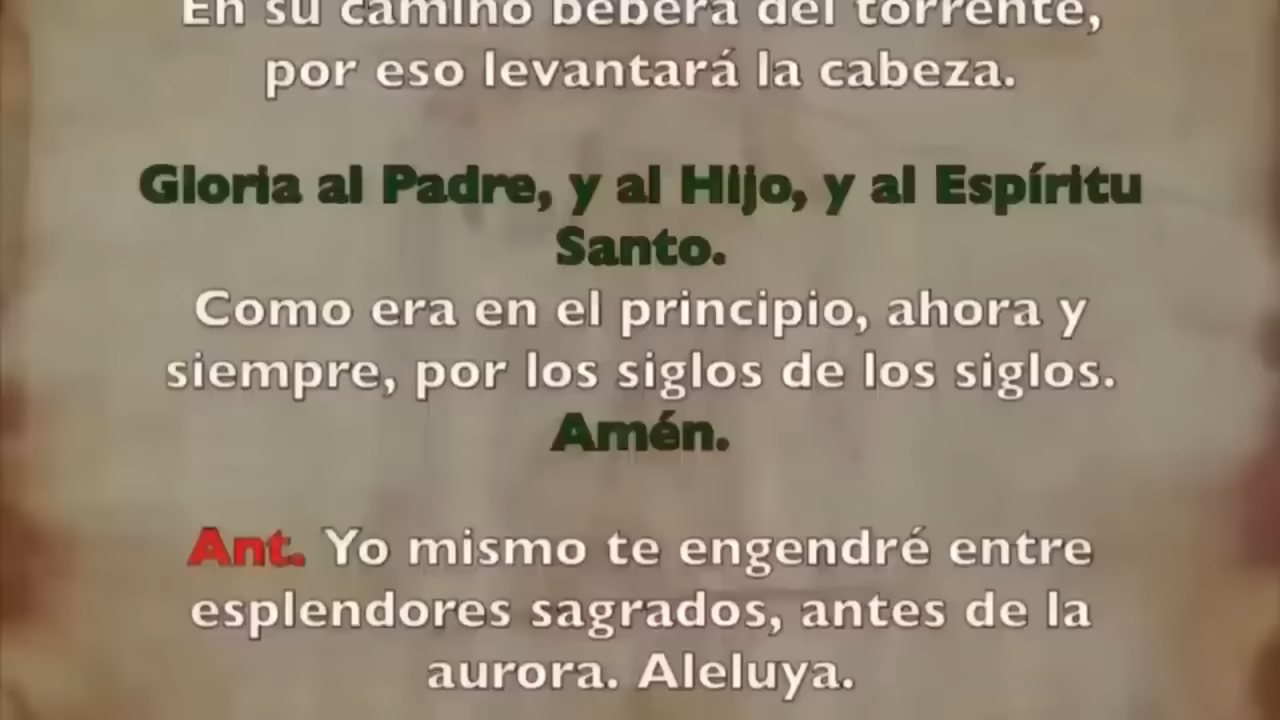 En su camino beberá del torrente,
por eso levantará la cabeza.
Gloria al Padre, y al Hijo, y al Espíritu
Santo.
Como era en el principio, ahora y
siempre, por los siglos de los siglos.
Amén.
Ant. Yo mismo te engendré entre
esplendores sagrados, antes de la
aurora. Aleluya.